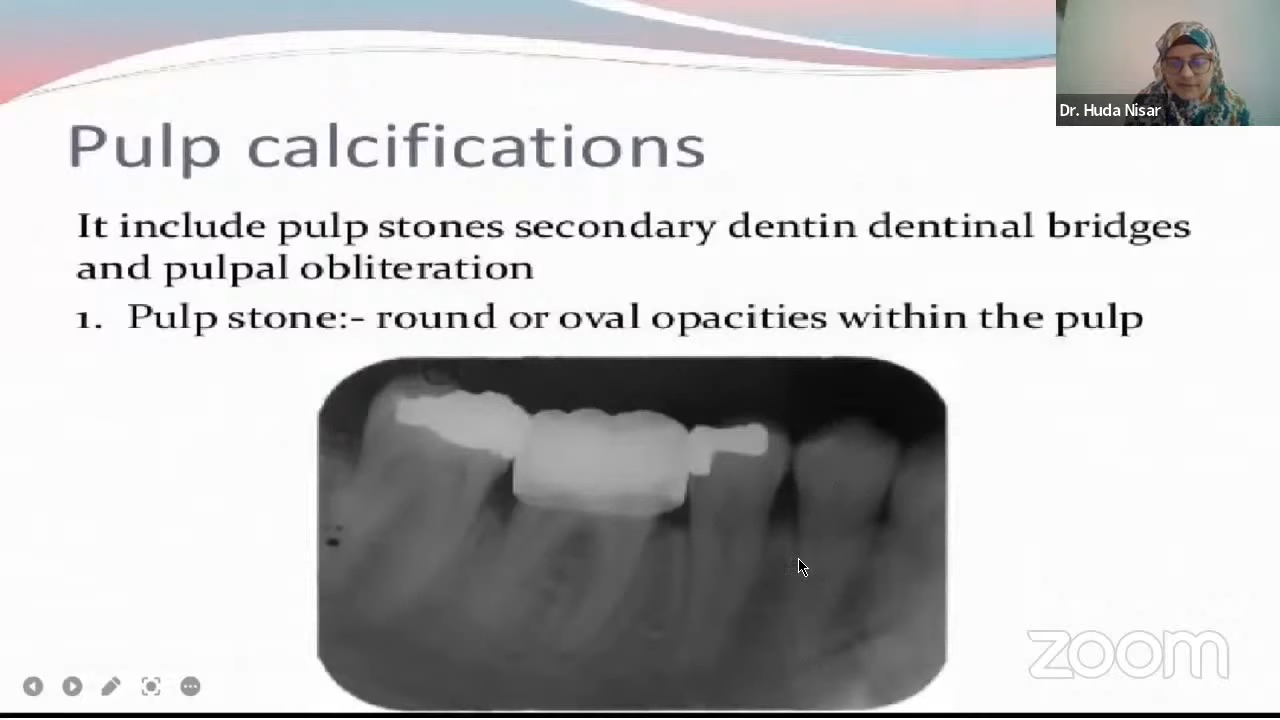 Dr. Huda Nisar
Pulp calcifications
It include pulp stones secondary dentin dentinal bridges
and pulpal obliteration
1. Pulp stone:- round or oval opacities within the pulp
zoom